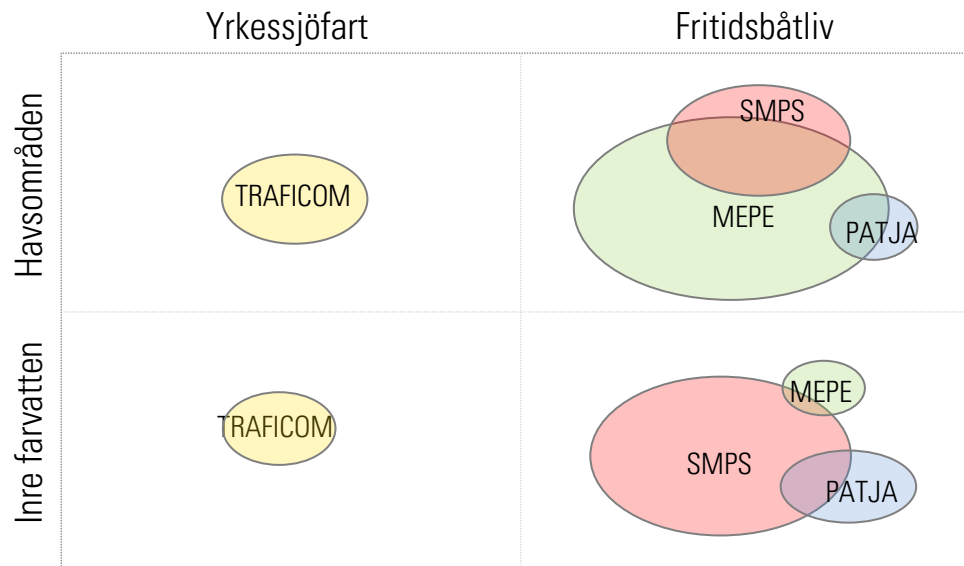 Yrkessjöfart
Fritidsbåtliv
Havsområden
TRAFICOM
SMPS
MEPE
PATJA
Inre farvatten
TRAFICOM
MEPE
SMPS
PATJA